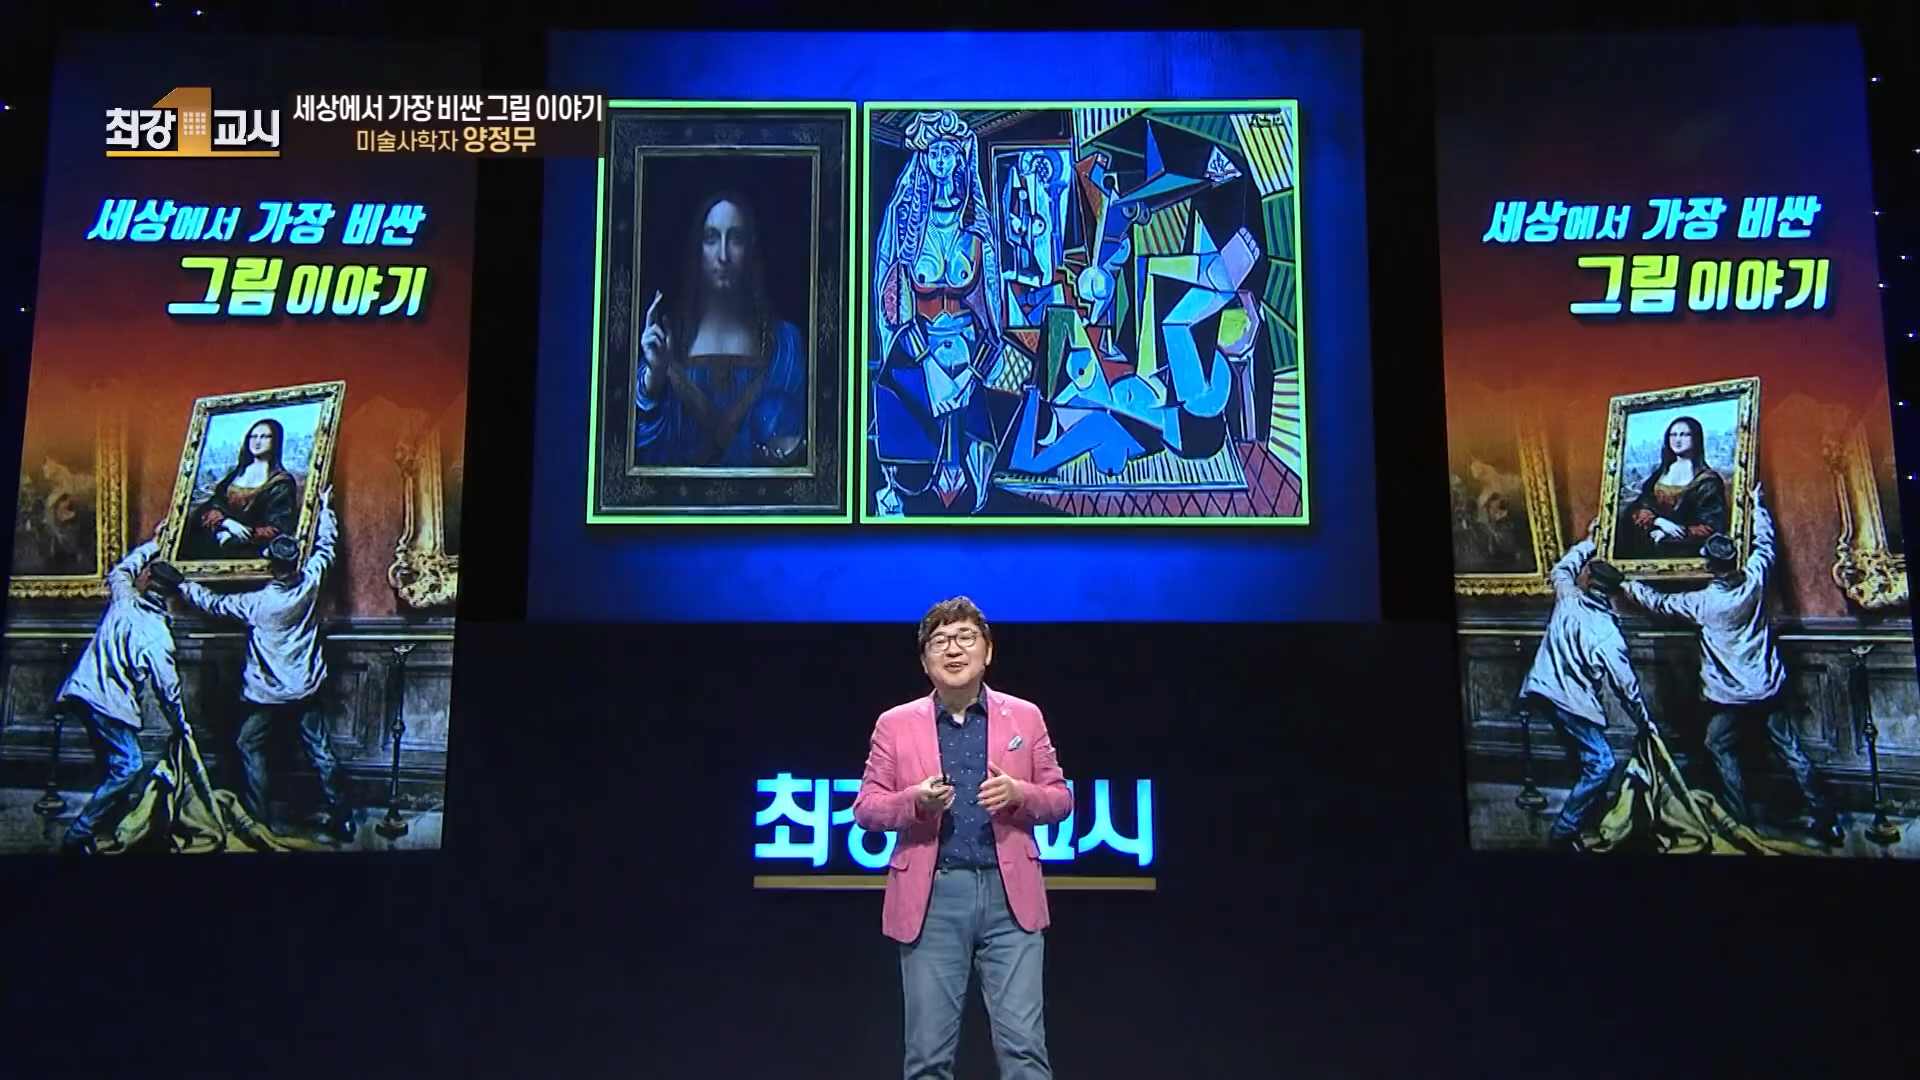 최강1교시
세상에서 가장 비싼 그림 이야기
미술사학자 양정무
세상에서 가장 비싼
그림 이야기
세상에서 가장 비싼
그림 이야기
최강 교시